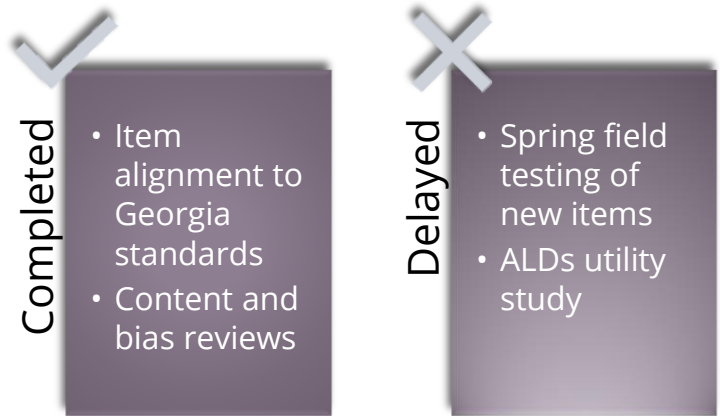 Completed
• Item
alignment to
Georgia
standards
• Content and
bias reviews
Delayed
• Spring field
testing of
new items
• ALDs utility
study